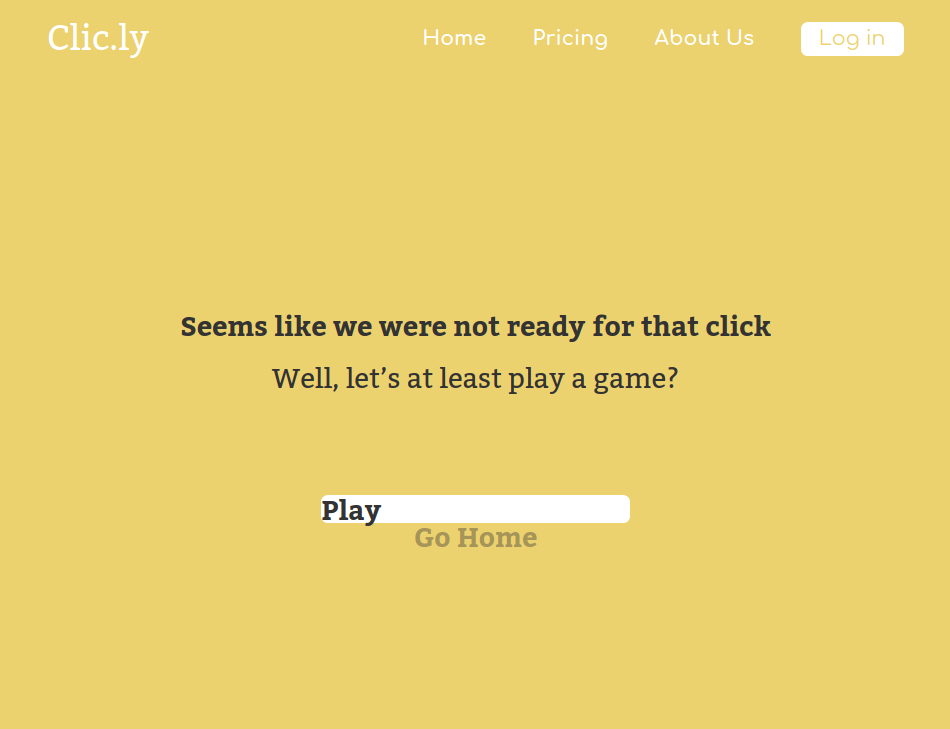 Clic.ly
Home Pricing About Us Log in
Seems like we were not ready for that click
Well, let’s at least play a game?
Play
Go Home